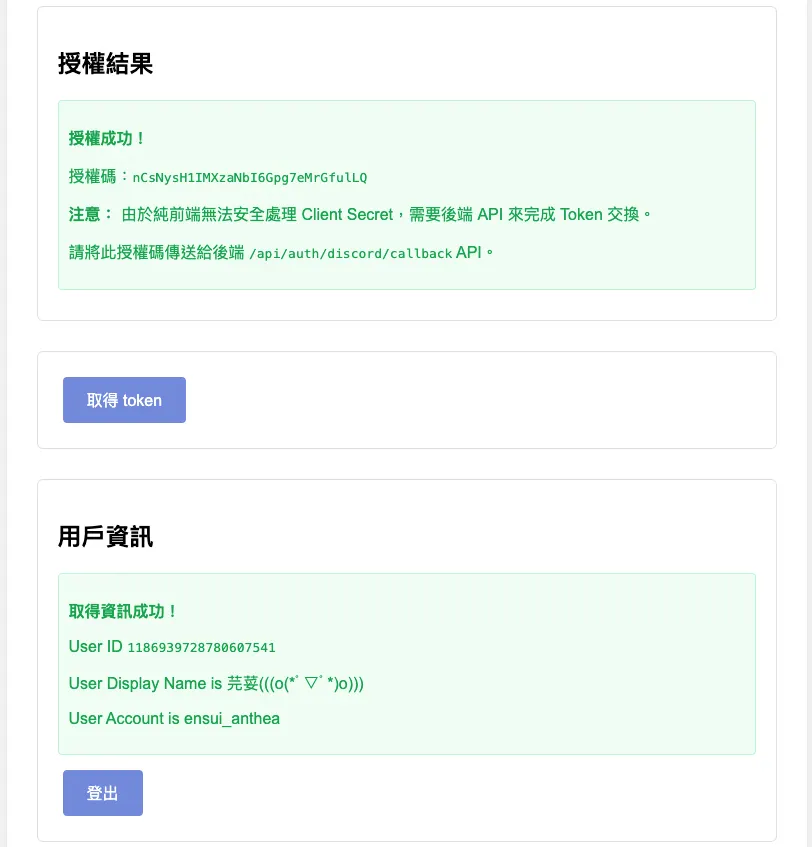 授權結果
授權成功！
授權碼：nCsNysH1IMXzaNbI6Gpg7eMrGfulLQ
注意： 由於純前端無法安全處理 Client Secret，需要後端 API 來完成 Token 交換。
請將此授權碼傳送給後端 /api/auth/discord/callback API。
取得 token
用戶資訊
取得資訊成功！
User ID 1186939728780607541
User Display Name is 芫荽(((o(*ﾟ▽ﾟ*)o)))
User Account is ensui_anthea
登出